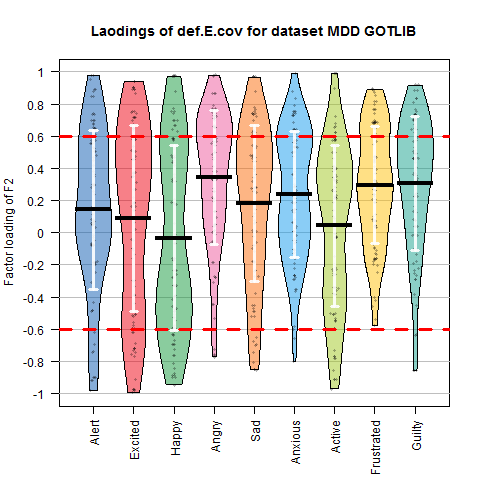 Laodings of def.E.cov for dataset MDD GOTLIB
Factor loading of F2
1
0.8
0.6
0.4
0.2
0
-0.2
-0.4
-0.6
-0.8
-1
Alert
Excited
Happy
Angry
Sad
Anxious
Active
Frustrated
Guilty